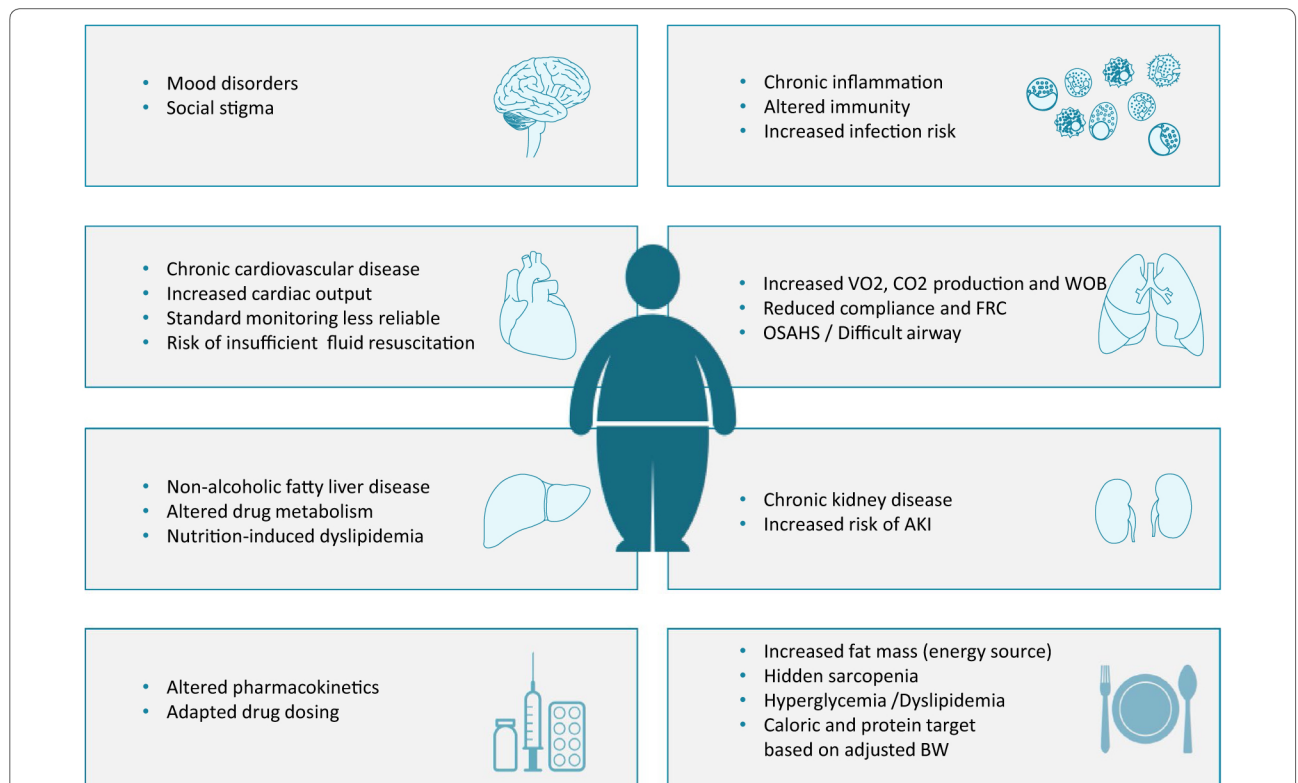 • Mood disorders
• Social stigma
• Chronic inflammation
• Altered immunity
• Increased infection risk
• Chronic cardiovascular disease
• Increased cardiac output
• Standard monitoring less reliable
• Risk of insufficient fluid resuscitation
• Increased VO2, CO2 production and WOB
• Reduced compliance and FRC
• OSAHS / Difficult airway
• Non-alcoholic fatty liver disease
• Altered drug metabolism
• Nutrition-induced dyslipidemia
• Chronic kidney disease
• Increased risk of AKI
• Altered pharmacokinetics
• Adapted drug dosing
• Increased fat mass (energy source)
• Hidden sarcopenia
• Hyperglycemia /Dyslipidemia
• Caloric and protein target
based on adjusted BW